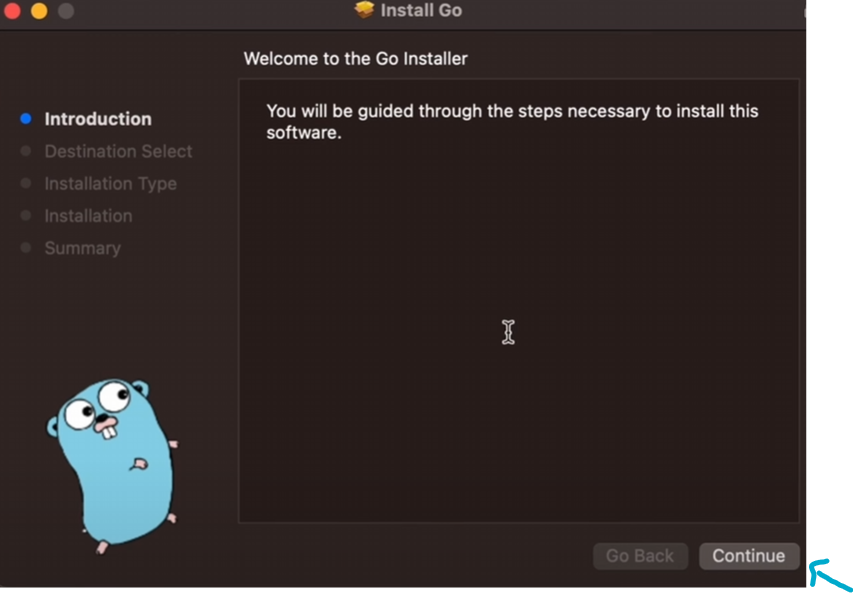 Install Go
Welcome to the Go Installer
Introduction
Destination Select
Installation Type
Installation
Summary
You will be guided through the steps necessary to install this
software.
Go Back
Continue